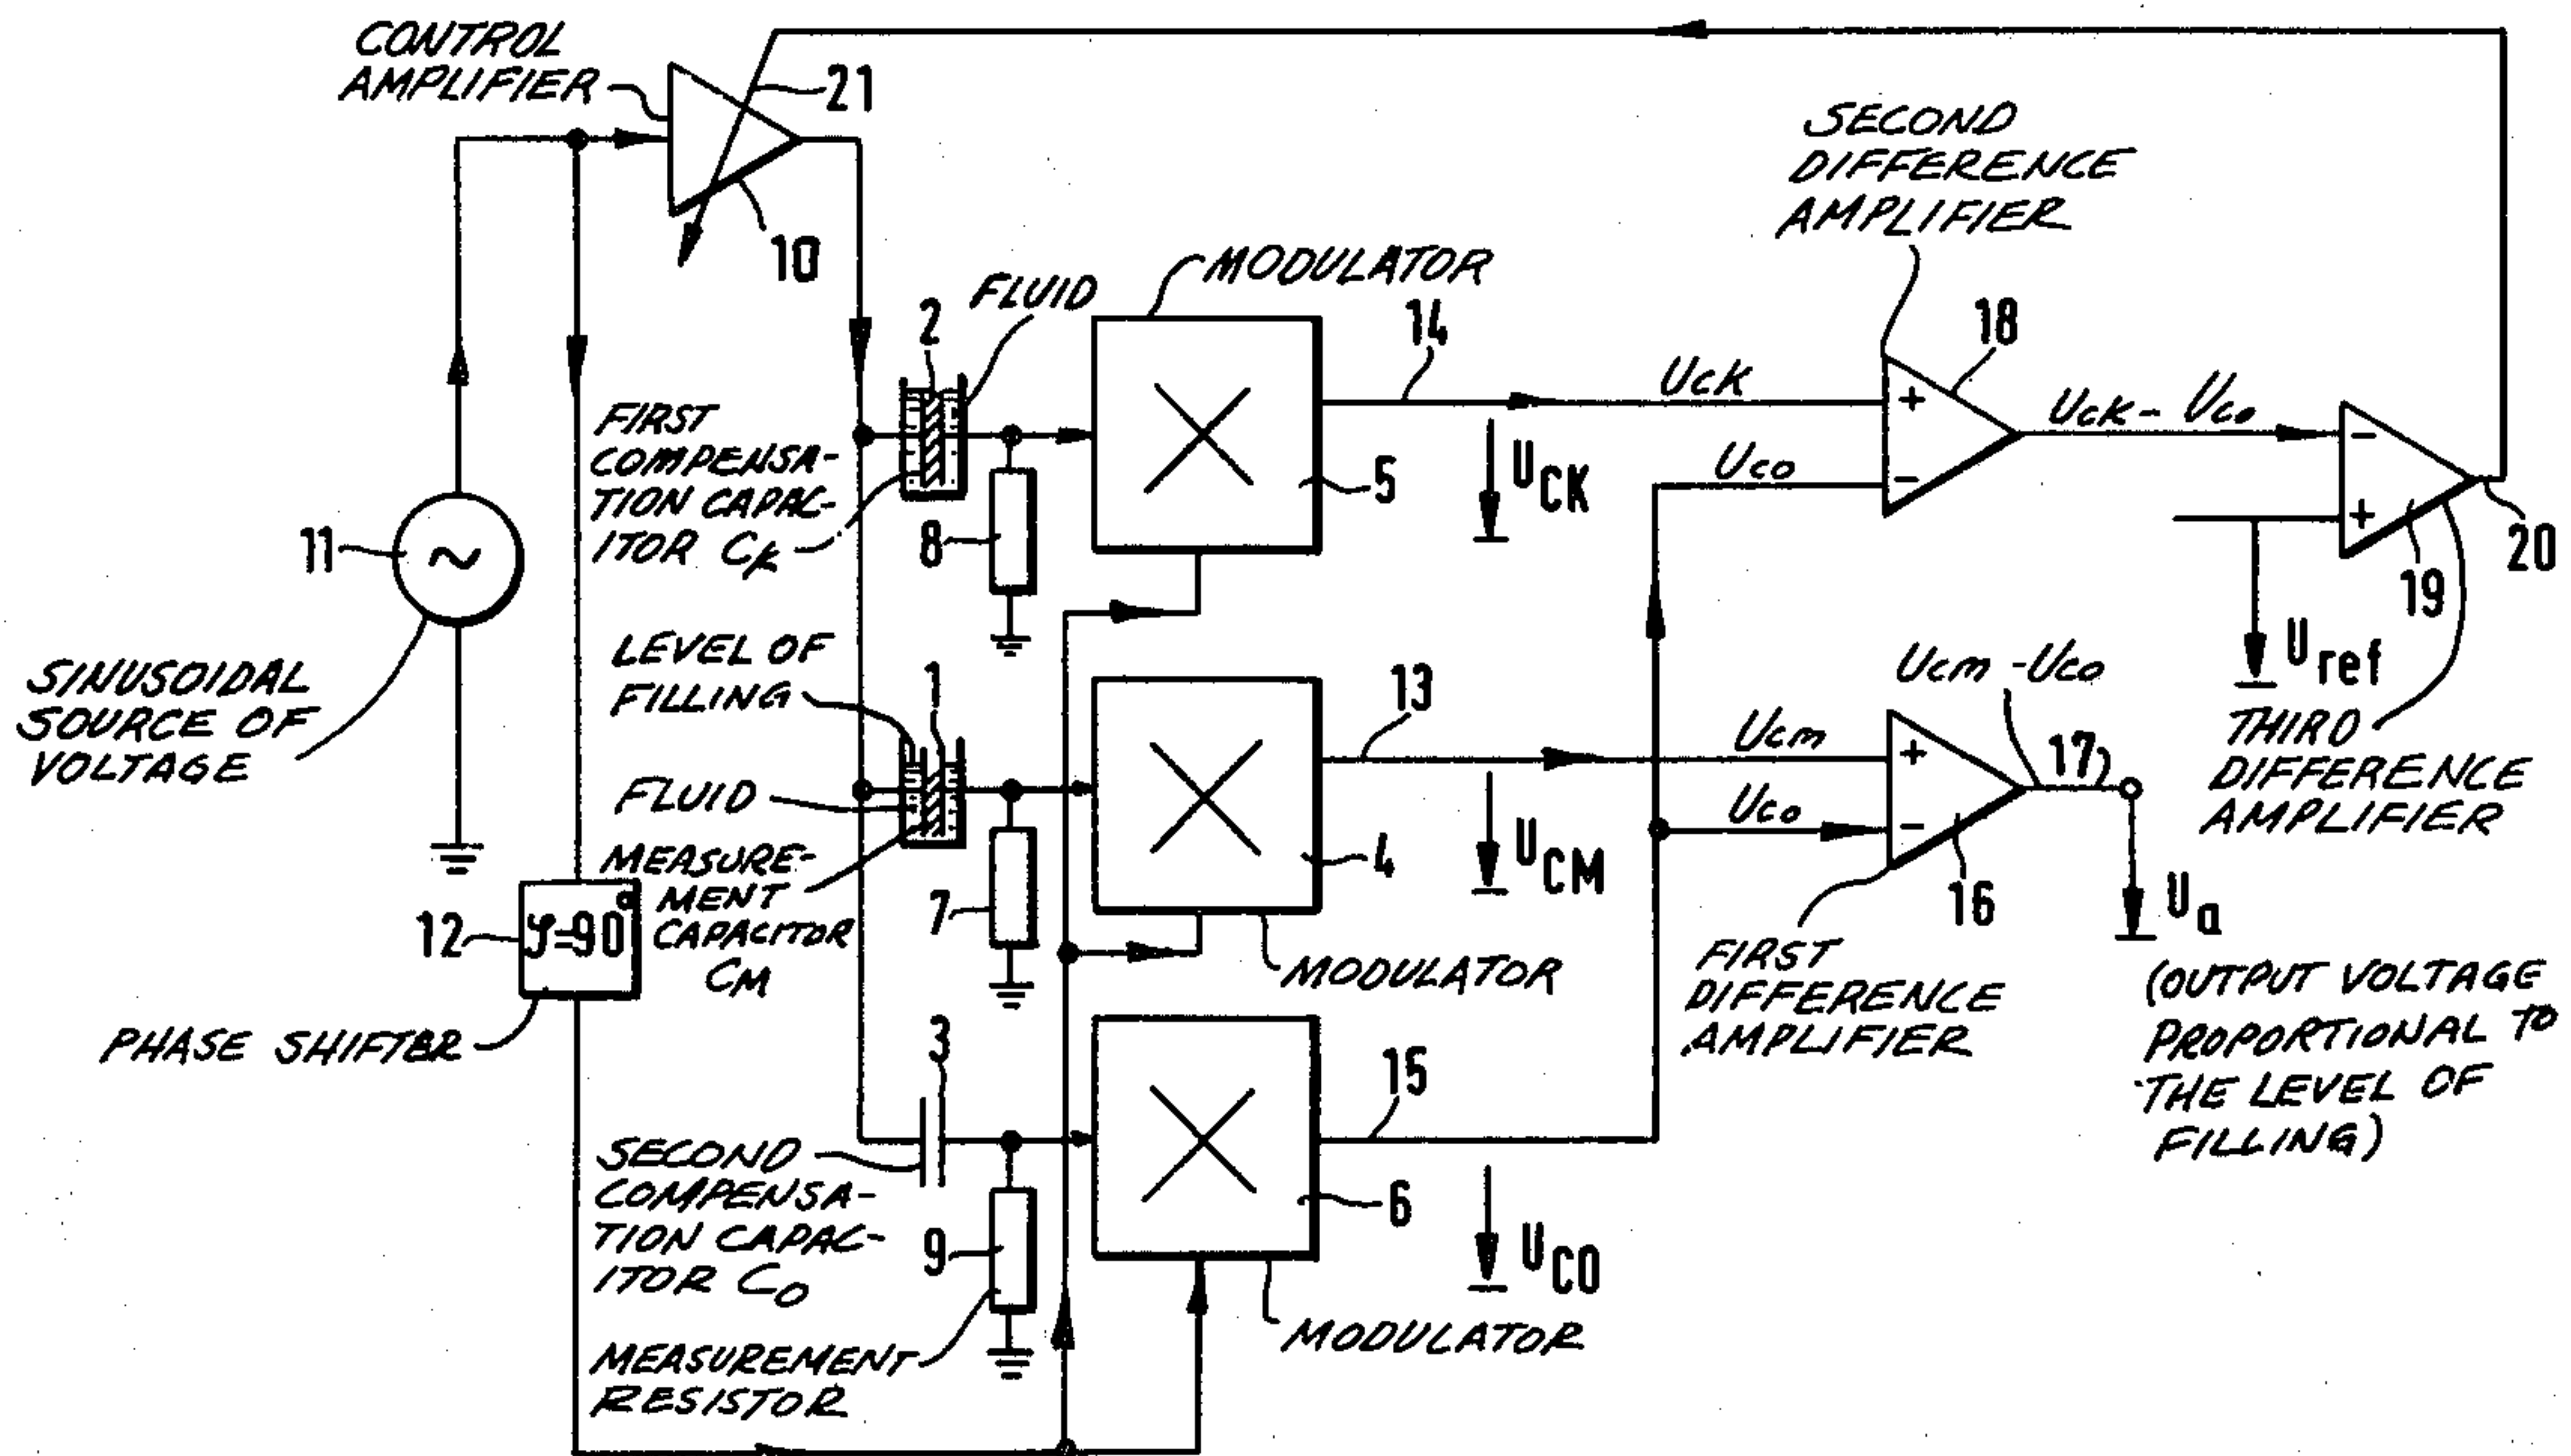 CONTROL
AMPLIFIER
21
10
SECOND
DIFFERENCE
AMPLIFIER
MODULATOR
FLUID
2
14
18
UCK
UCK - UCO
+
-
-
+
UCO
UCK
5
20
19
FIRST
COMPENSA-
TION CAPAC-
ITOR CK
8
11
~
SINUSOIDAL
SOURCE OF
VOLTAGE
LEVEL OF
FILLING
1
13
Uref
UCM - UCO
THIRD
DIFFERENCE
AMPLIFIER
UCM
17
+
-
FLUID
UCO
MEASURE-
MENT
CAPACITOR
CM
7
4
UCM
16
Ua
12
φ=90°
MODULATOR
FIRST
DIFFERENCE
AMPLIFIER
(OUTPUT VOLTAGE
PROPORTIONAL TO
THE LEVEL OF
FILLING)
PHASE SHIFTER
3
15
SECOND
COMPENSA-
TION CAPAC-
ITOR CO
9
6
UCO
MODULATOR
MEASUREMENT
RESISTOR